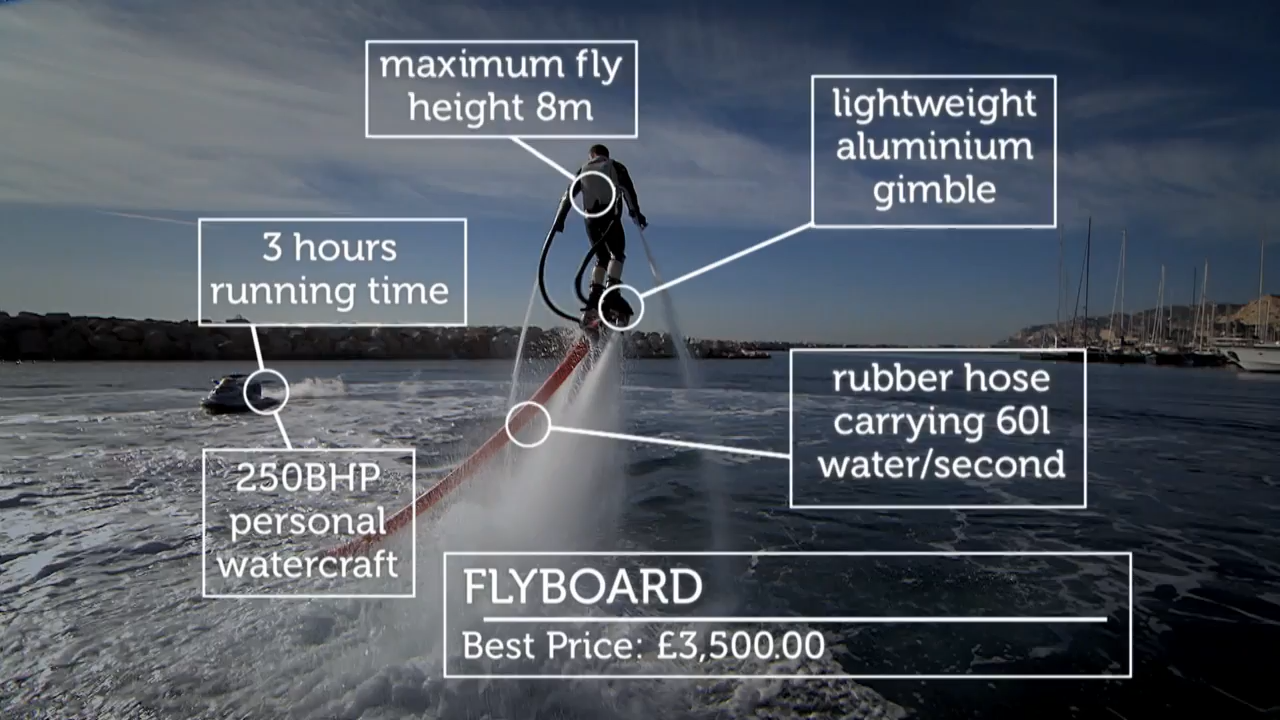 maximum fly
height 8m
lightweight
aluminium
gimble
3 hours
running time
rubber hose
carrying 60l
water/second
250BHP
personal
watercraft
FLYBOARD
Best Price: £3,500.00